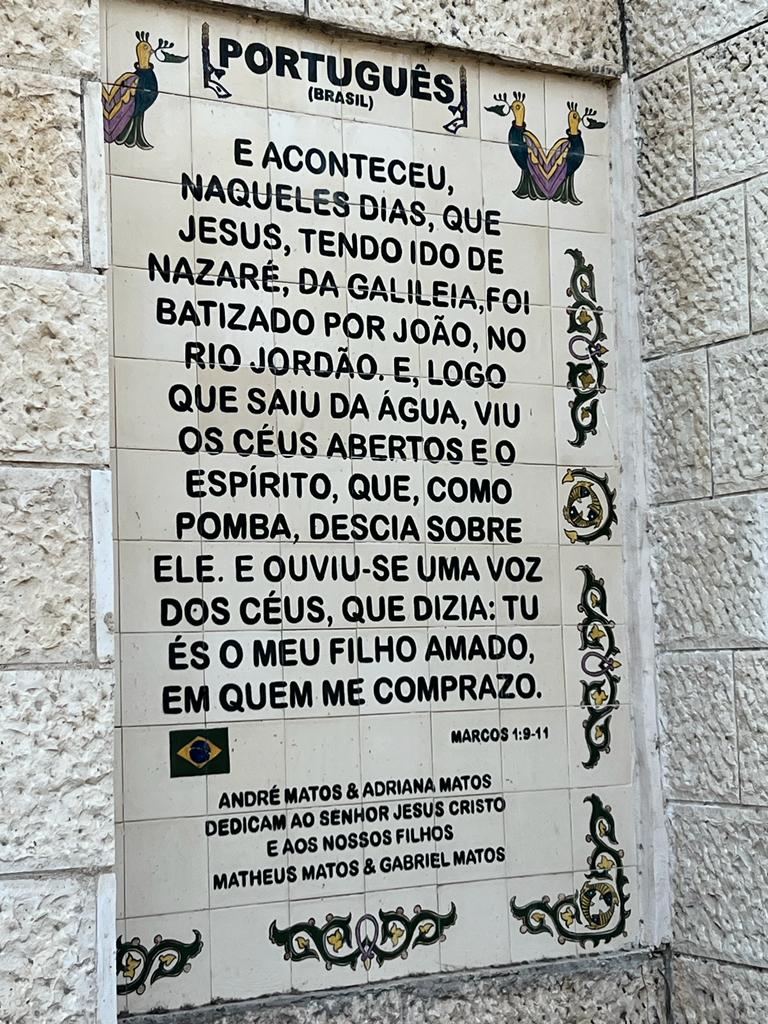 PORTUGUÊS
(BRASIL)
E ACONTECEU,
NAQUELES DIAS, QUE
JESUS, TENDO IDO DE
NAZARÉ, DA GALILEIA, FOI
BATIZADO POR JOÃO, NO
RIO JORDÃO. E, LOGO
QUE SAIU DA ÁGUA, VIU
OS CÉUS ABERTOS E O
ESPÍRITO, QUE, COMO
POMBA, DESCIA SOBRE
ELE. E OUVIU-SE UMA VOZ
DOS CÉUS, QUE DIZIA: TU
ÉS O MEU FILHO AMADO,
EM QUEM ME COMPRAZO.
MARCOS 1:9-11
ANDRÉ MATOS & ADRIANA MATOS
DEDICAM AO SENHOR JESUS CRISTO
E AOS NOSSOS FILHOS
MATHEUS MATOS & GABRIEL MATOS